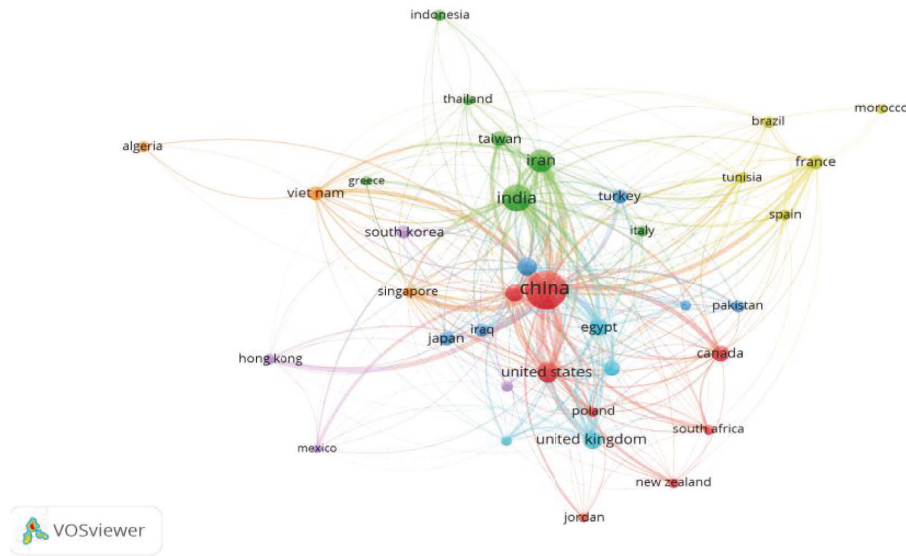 indonesia
thailand
morocco
brazil
taiwan
algeria
iran
france
greece
tunisia
viet nam
india
turkey
spain
south korea
italy
china
singapore
pakistan
egypt
iraq
japan
canada
hong kong
united states
poland
south africa
united kingdom
mexico
new zealand
jordan
VOSviewer